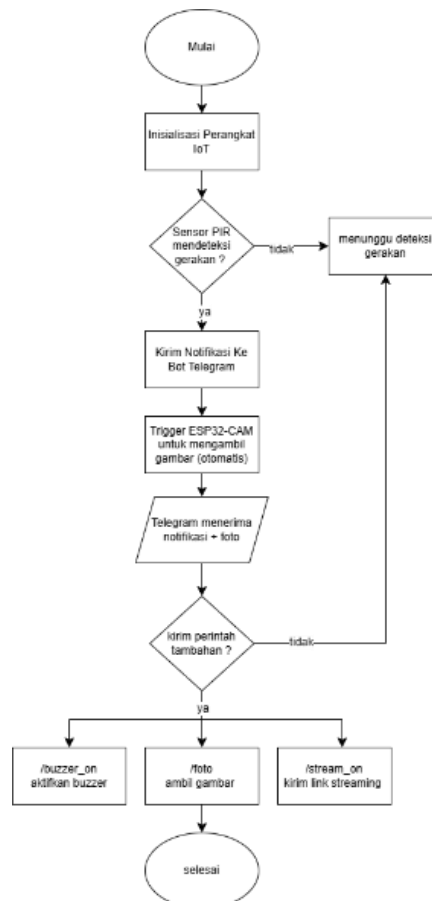 Mulai
Inisialisasi Perangkat
IoT
Sensor PIR
mendeteksi
gerakan ?
tidak
menunggu deteksi
gerakan
ya
Kirim Notifikasi Ke
Bot Telegram
Trigger ESP32-CAM
untuk mengambil
gambar (otomatis)
Telegram menerima
notifikasi + foto
kirim perintah
tambahan ?
tidak
ya
/buzzer_on
aktifkan buzzer
/foto
ambil gambar
/stream_on
kirim link streaming
selesai